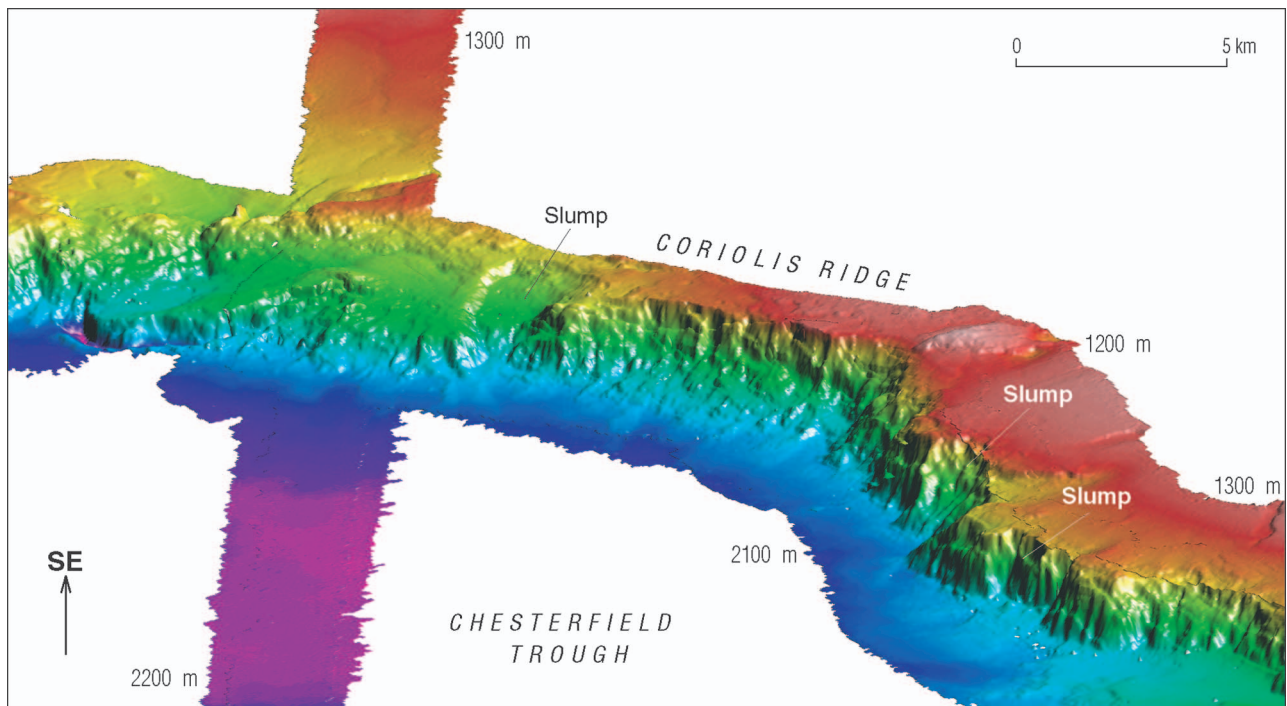 1300 m
0 5 km
Slump
CORIOLIS RIDGE
1200 m
Slump
1300 m
Slump
SE
2100 m
CHESTERFIELD
TROUGH
2200 m